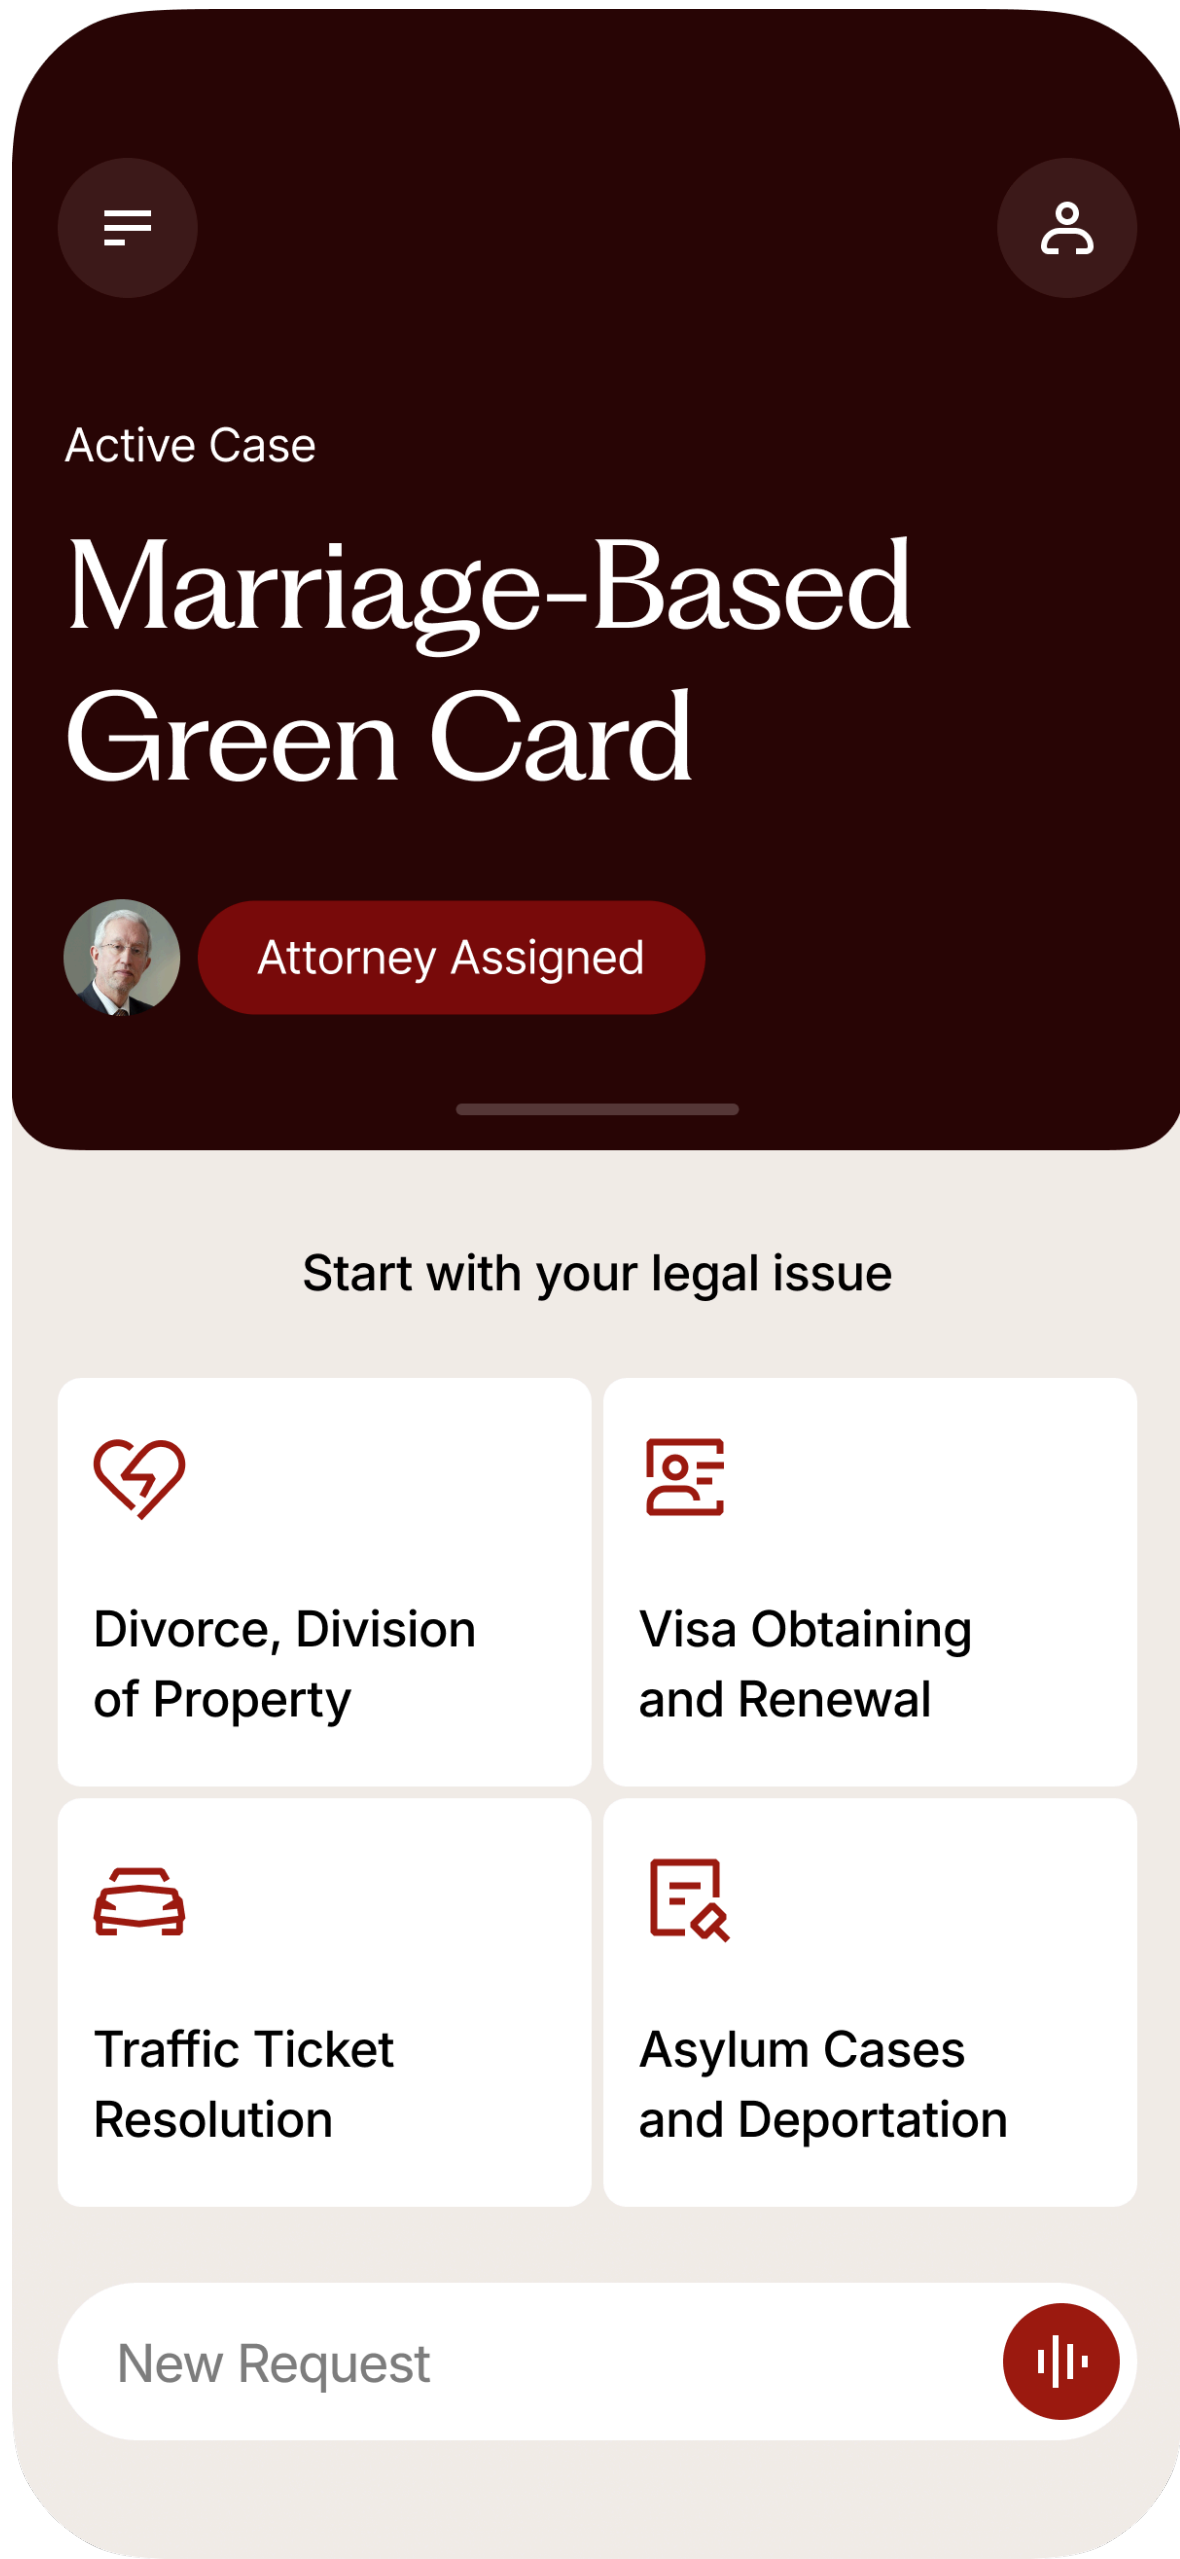 Active Case
Marriage-Based
Green Card
Attorney Assigned
Start with your legal issue
Divorce, Division
of Property
Visa Obtaining
and Renewal
Traffic Ticket
Resolution
Asylum Cases
and Deportation
New Request